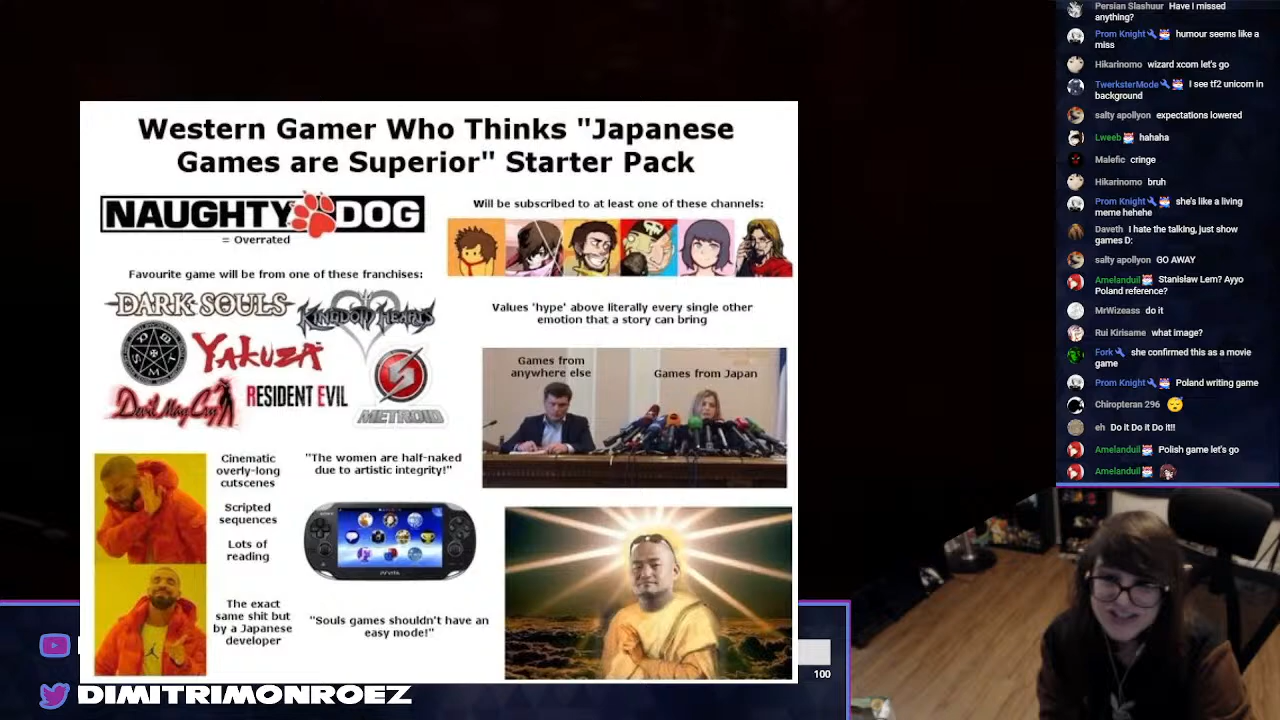 Western Gamer Who Thinks "Japanese
Games are Superior" Starter Pack
NAUGHTY DOG
= Overrated
Will be subscribed to at least one of these channels:
Favourite game will be from one of these franchises:
DARK SOULS
KINGDOM HEARTS
YAKUZA
Devil May Cry
RESIDENT EVIL
METROID
Values 'hype' above literally every single other
emotion that a story can bring
Games from
anywhere else
Games from Japan
Cinematic
overly-long
cutscenes
Scripted
sequences
Lots of
reading
The exact
same shit but
by a Japanese
developer
"The women are half-naked
due to artistic integrity!"
SONY
PS VITA
"Souls games shouldn't have an
easy mode!"
100
DIMITRIMONROEZ
Persian Slashuur Have I missed
anything?
Prom Knight humour seems like a
miss
Hikarinomo wizard xcom let's go
TwerksterMode I see tf2 unicorn in
background
salty apollyon expectations lowered
Lweeb hahaha
Malefic cringe
Hikarinomo bruh
Prom Knight she's like a living
meme hehehe
Daveth I hate the talking, just show
games D:
salty apollyon GO AWAY
Amelanduil Stanisław Lem? Ayyo
Poland reference?
MrWizeass do it
Rui Kirisame what image?
Fork she confirmed this as a movie
game
Prom Knight Poland writing game
Chiropteran 296
eh Do It Do it Do it!!
Amelanduil Polish game let's go
Amelanduil